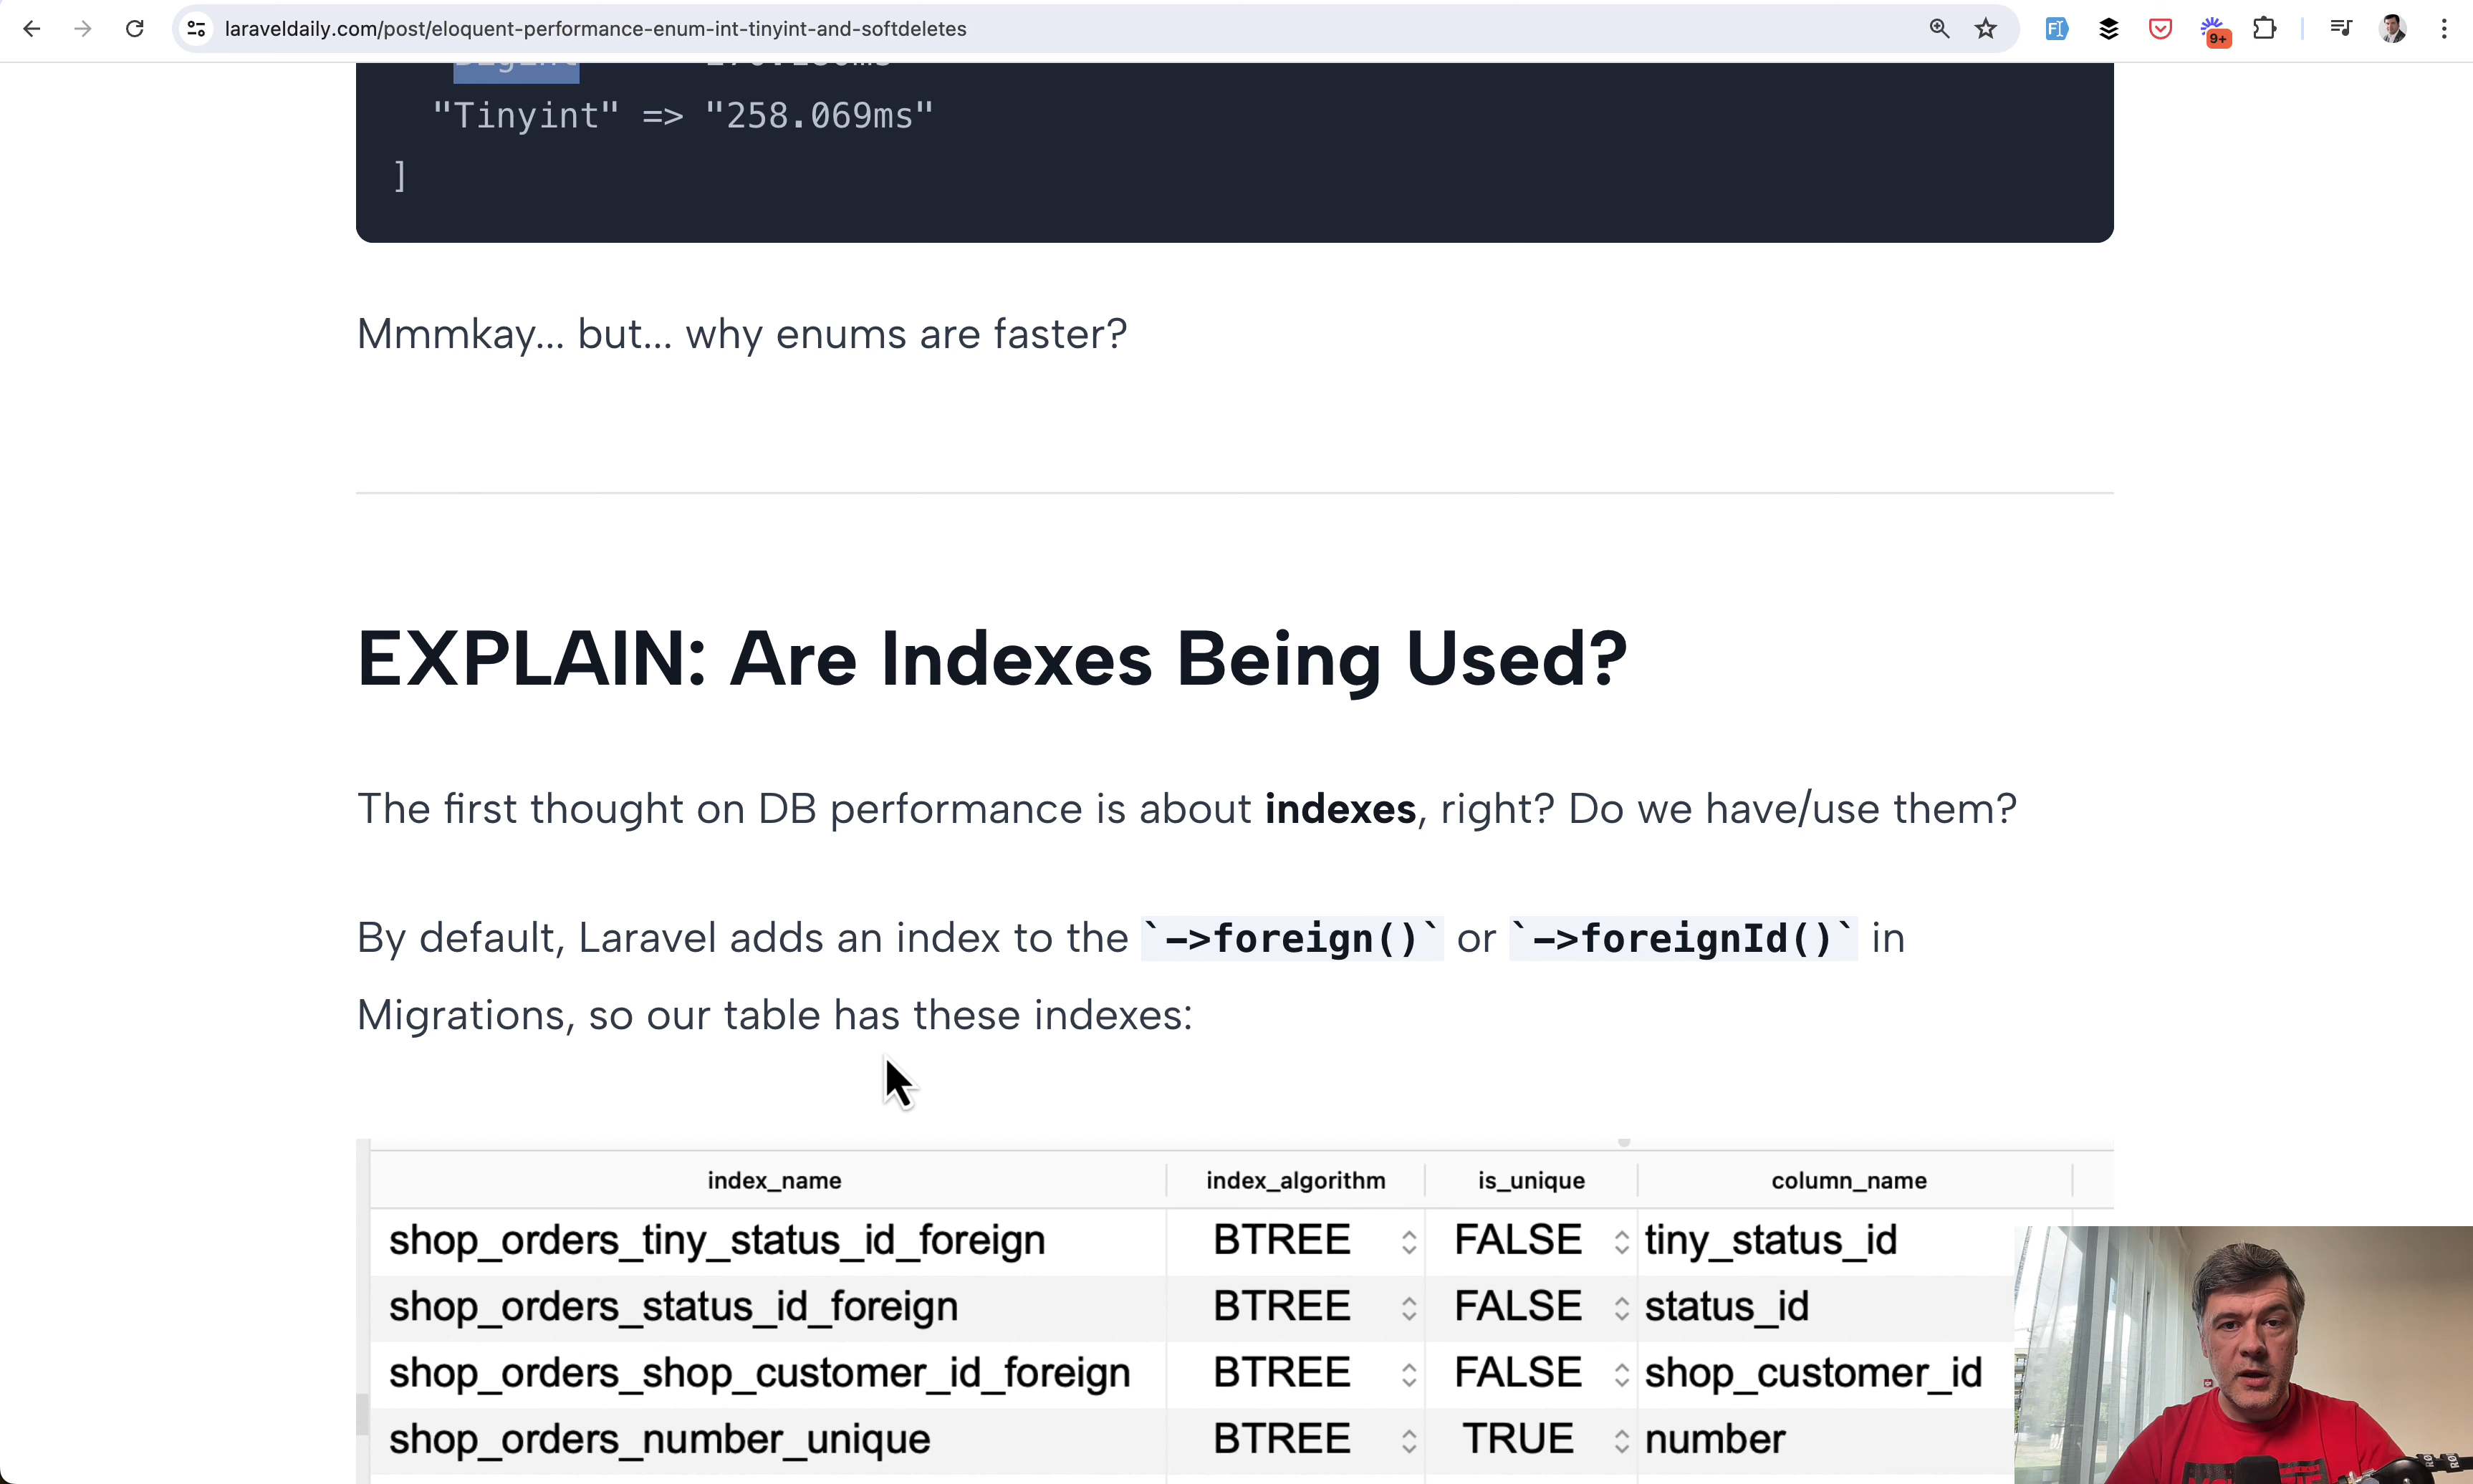 laraveldaily.com/post/eloquent-performance-enum-int-tinyint-and-softdeletes
9+
"Tinyint" => "258.069ms"
]
Mmmkay... but... why enums are faster?
EXPLAIN: Are Indexes Being Used?
The first thought on DB performance is about indexes, right? Do we have/use them?
By default, Laravel adds an index to the `->foreign()` or `->foreignId()` in
Migrations, so our table has these indexes:
index_name index_algorithm is_unique column_name
shop_orders_tiny_status_id_foreign BTREE FALSE tiny_status_id
shop_orders_status_id_foreign BTREE FALSE status_id
shop_orders_shop_customer_id_foreign BTREE FALSE shop_customer_id
shop_orders_number_unique BTREE TRUE number